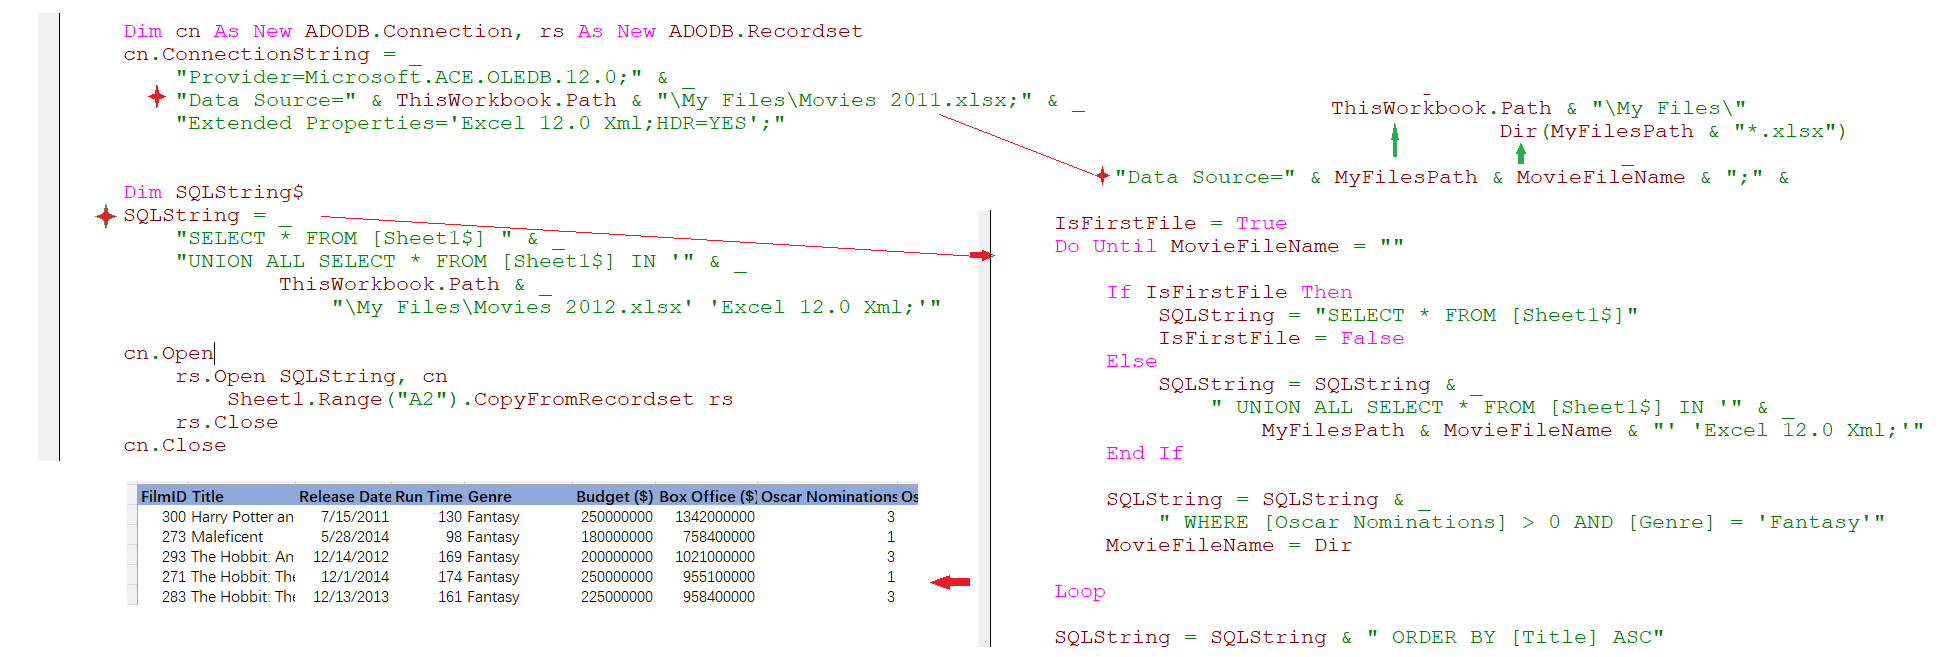 Dim cn As New ADODB.Connection, rs As New ADODB.Recordset
cn.ConnectionString = _
"Provider=Microsoft.ACE.OLEDB.12.0;" & _
"Data Source=" & ThisWorkbook.Path & "\My Files\Movies 2011.xlsx;" & _
"Extended Properties='Excel 12.0 Xml;HDR=YES';"
Dim SQLString$
SQLString = _
"SELECT * FROM [Sheet1$] " & _
"UNION ALL SELECT * FROM [Sheet1$] IN '" & _
ThisWorkbook.Path & _
"\My Files\Movies 2012.xlsx' 'Excel 12.0 Xml;'"
cn.Open
rs.Open SQLString, cn
Sheet1.Range("A2").CopyFromRecordset rs
rs.Close
cn.Close
FilmID Title Release Date Run Time Genre Budget ($) Box Office ($) Oscar Nominations Os
300 Harry Potter an 7/15/2011 130 Fantasy 250000000 1342000000 3
273 Maleficent 5/28/2014 98 Fantasy 180000000 758400000 1
293 The Hobbit: An 12/14/2012 169 Fantasy 200000000 1021000000 3
271 The Hobbit: The 12/1/2014 174 Fantasy 250000000 955100000 1
283 The Hobbit: The 12/13/2013 161 Fantasy 225000000 958400000 3
ThisWorkbook.Path & "\My Files\"
Dir(MyFilesPath & "*.xlsx")
"Data Source=" & MyFilesPath & MovieFileName & ";" &
IsFirstFile = True
Do Until MovieFileName = ""
If IsFirstFile Then
SQLString = "SELECT * FROM [Sheet1$]"
IsFirstFile = False
Else
SQLString = SQLString & _
" UNION ALL SELECT * FROM [Sheet1$] IN '" & _
MyFilesPath & MovieFileName & "' 'Excel 12.0 Xml;'"
End If
SQLString = SQLString & _
" WHERE [Oscar Nominations] > 0 AND [Genre] = 'Fantasy'"
MovieFileName = Dir
Loop
SQLString = SQLString & " ORDER BY [Title] ASC"